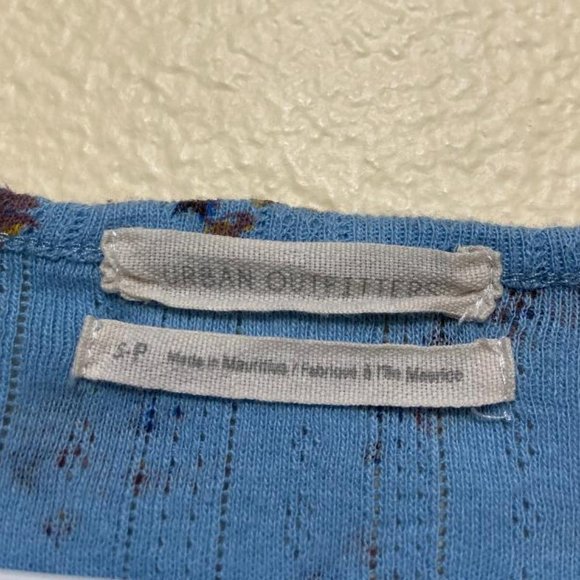 URBAN OUTFITTERS
S-P Made in Mauritius / Fabriqué à l'île Maurice